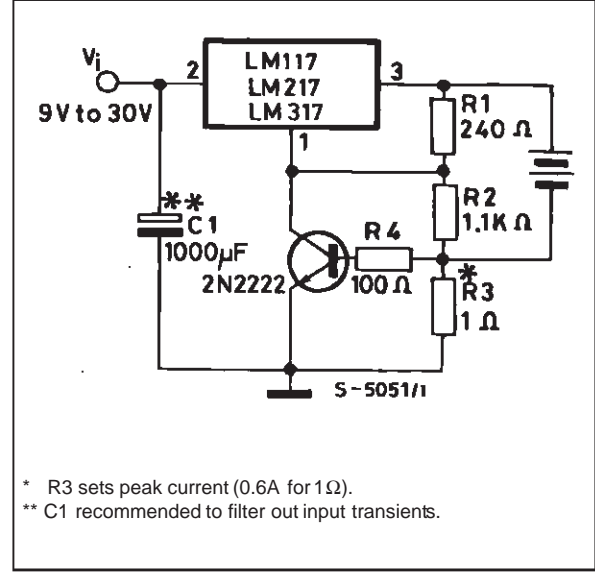 Vi
9V to 30V
2
LM117
LM217
LM317
3
1
R1
240 Ω
R2
1.1K Ω
**
C1
1000µF
2N2222
R4
100 Ω
*
R3
1 Ω
S-5051/1
* R3 sets peak current (0.6A for 1Ω).
** C1 recommended to filter out input transients.